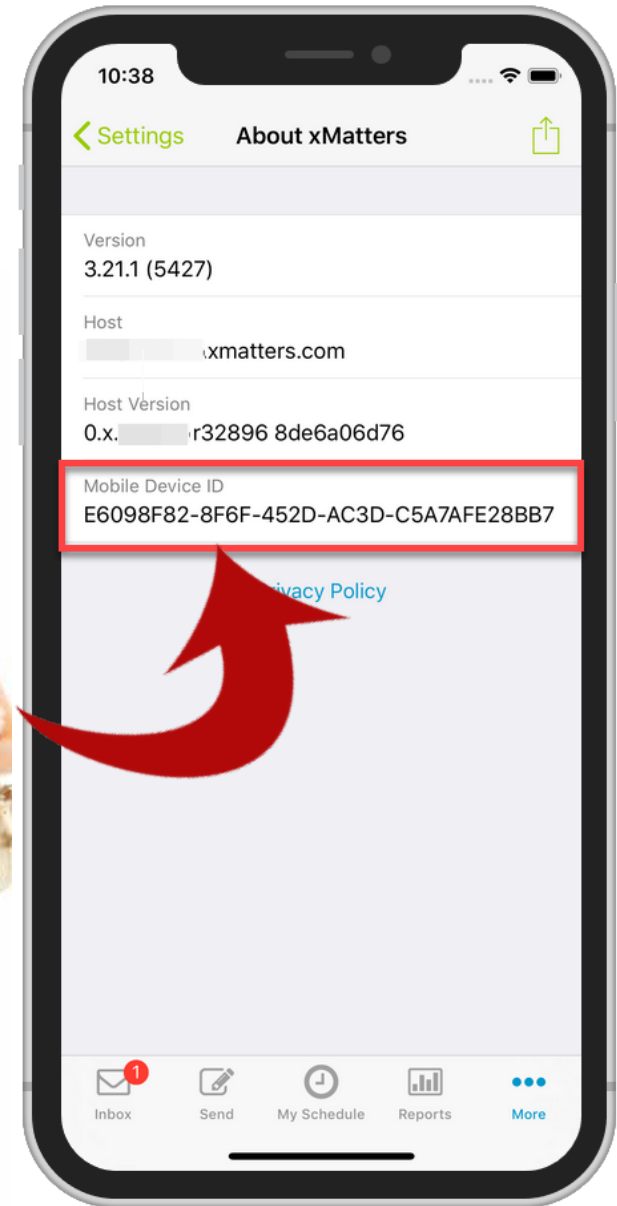 10:38
Settings
About xMatters
Version
3.21.1 (5427)
Host
.xmatters.com
Host Version
0.x. r32896 8de6a06d76
Mobile Device ID
E6098F82-8F6F-452D-AC3D-C5A7AFE28BB7
Policy
1
Inbox
Send
My Schedule
Reports
More